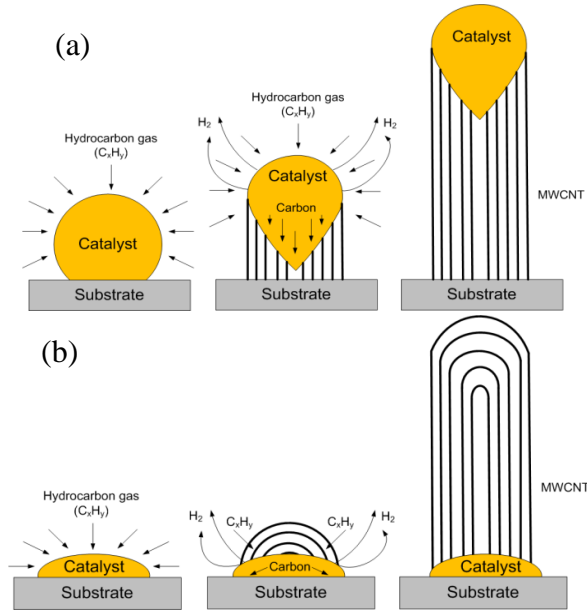 (a)
Hydrocarbon gas
(CxHy)
Catalyst
Substrate
Hydrocarbon gas
(CxHy)
H2
H2
Catalyst
Carbon
Substrate
Catalyst
MWCNT
Substrate
(b)
Hydrocarbon gas
(CxHy)
Catalyst
Substrate
H2
CxHy
CxHy
H2
Carbon
Substrate
MWCNT
Catalyst
Substrate